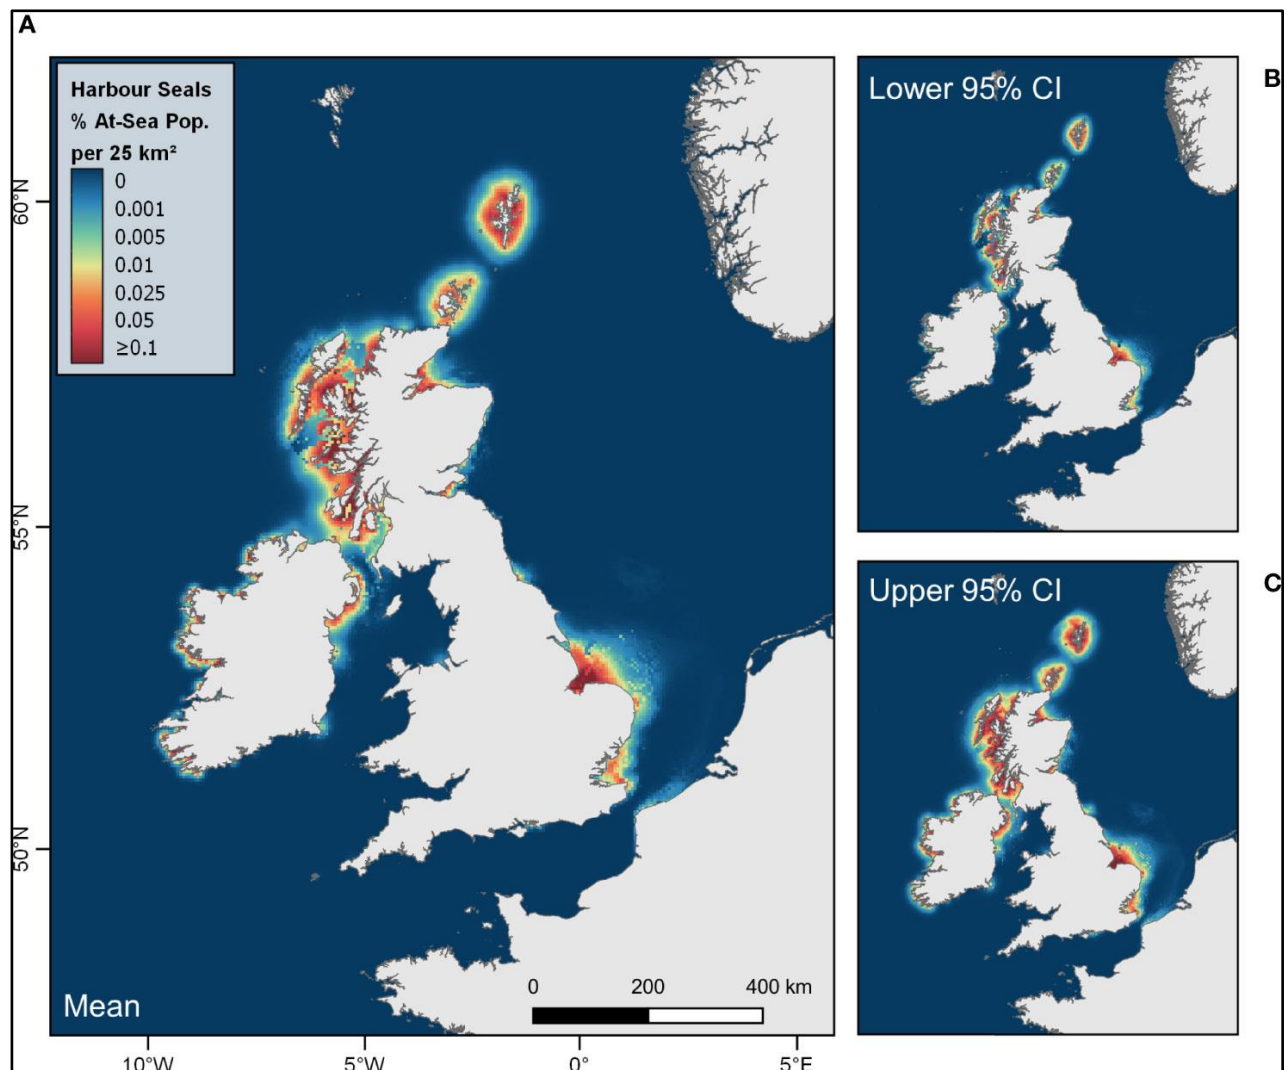 A
Harbour Seals
% At-Sea Pop.
per 25 km²
0
0.001
0.005
0.01
0.025
0.05
≥0.1
60°N
55°N
50°N
Mean
0 200 400 km
10°W 5°W 0° 5°E
Lower 95% CI
B
Upper 95% CI
C